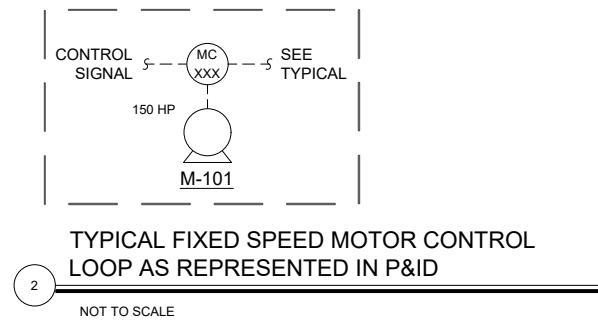 CONTROL
SIGNAL
MC
XXX
SEE
TYPICAL
150 HP
M-101
TYPICAL FIXED SPEED MOTOR CONTROL
LOOP AS REPRESENTED IN P&ID
2
NOT TO SCALE